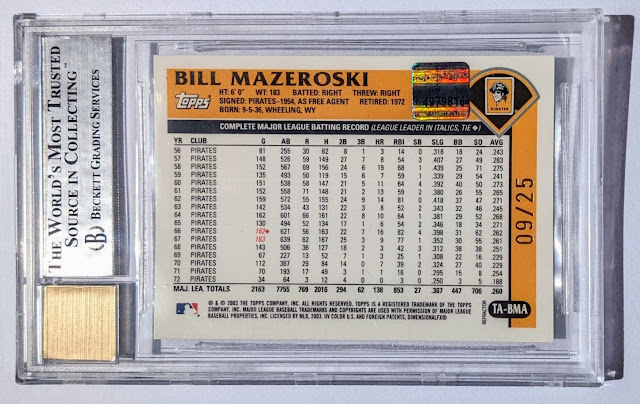 THE WORLD'S MOST TRUSTED
SOURCE IN COLLECTING™
BECKETT GRADING SERVICES
B
BILL MAZEROSKI
Topps
HT: 6' 0" WT: 183 BATTED: RIGHT THREW: RIGHT
SIGNED: PIRATES-1954, AS FREE AGENT RETIRED: 1972
BORN: 9-5-36, WHEELING, WY
PIRATES
COMPLETE MAJOR LEAGUE BATTING RECORD (LEAGUE LEADER IN ITALICS, TIE ♦)
YR CLUB G AB R H 2B 3B HR RBI SB SLG BB SO AVG
56 PIRATES 81 255 30 62 8 1 3 14 0 .318 18 24 .243
57 PIRATES 148 526 59 149 27 7 8 54 3 .407 27 49 .283
58 PIRATES 152 567 69 156 24 6 19 68 1 .439 25 71 .275
59 PIRATES 135 493 50 119 15 6 7 59 1 .339 29 54 .241
60 PIRATES 151 538 58 147 21 5 11 64 4 .392 40 50 .273
61 PIRATES 152 558 71 148 21 2 13 59 2 .380 26 55 .265
62 PIRATES 159 572 55 155 24 9 14 81 0 .418 37 47 .271
63 PIRATES 142 534 43 131 22 3 8 52 2 .343 32 46 .245
64 PIRATES 162 601 66 161 22 8 10 64 1 .381 29 52 .268
65 PIRATES 130 494 52 134 17 1 6 54 1 .294
66 PIRATES 162♦ 621 56 163 22 7 16 82 4 .398 31 62 .262
67 PIRATES 163 639 62 167 25 3 9 77 1 .352 30 55 .261
68 PIRATES 143 506 36 127 18 2 3 42 3 .312 38 38 .251
69 PIRATES 67 227 13 52 7 1 3 25 1 .308 22 16 .229
70 PIRATES 112 367 29 84 14 0 7 39 2 .324 27 40 .229
71 PIRATES 70 193 17 49 3 1 1 16 0 .295 15 8 .254
72 PIRATES 34 64 3 12 4 0 0 3 0 .250 3 5 .188
MAJ. LEA. TOTALS 2163 7755 769 2016 294 62 138 853 27 .367 447 706 .260
09/25
® & © 2003 THE TOPPS COMPANY, INC. ALL RIGHTS RESERVED. TOPPS IS A REGISTERED TRADEMARK OF THE TOPPS
COMPANY, INC. MAJOR LEAGUE BASEBALL TRADEMARKS AND COPYRIGHTS ARE USED WITH PERMISSION OF MAJOR LEAGUE
BASEBALL PROPERTIES, INC. LICENSED BY MLB, 2003. UV COLOR U.S. AND FOREIGN PATENTS, DIMENSIONALFX®
REFRACTOR
TA-BMA